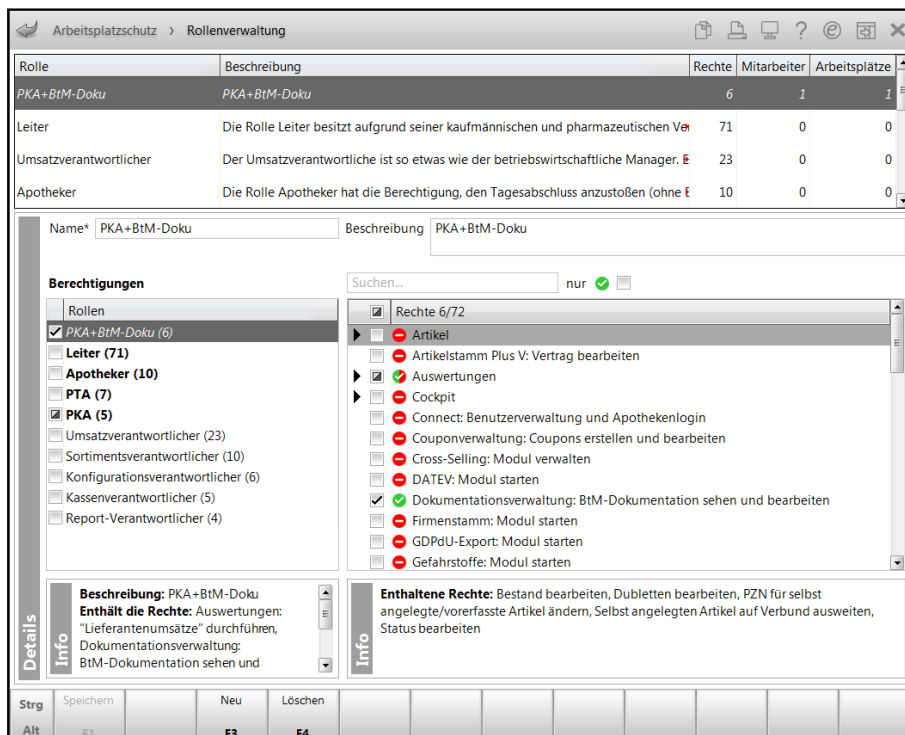 Arbeitsplatzschutz › Rollenverwaltung
Rolle Beschreibung Rechte Mitarbeiter Arbeitsplätze
PKA+BtM-Doku PKA+BtM-Doku 6 1 1
Leiter Die Rolle Leiter besitzt aufgrund seiner kaufmännischen und pharmazeutischen 71 0 0
Umsatzverantwortlicher Der Umsatzverantwortliche ist so etwas wie der betriebswirtschaftliche Manager. 23 0 0
Apotheker Die Rolle Apotheker hat die Berechtigung, den Tagesabschluss anzustoßen (ohne 10 0 0
Name* PKA+BtM-Doku Beschreibung PKA+BtM-Doku
Berechtigungen Suchen... nur
Rollen Rechte 6/72
PKA+BtM-Doku (6) Artikel
Leiter (71) Artikelstamm Plus V: Vertrag bearbeiten
Apotheker (10) Auswertungen
PTA (7) Cockpit
PKA (5) Connect: Benutzerverwaltung und Apothekenlogin
Umsatzverantwortlicher (23) Couponverwaltung: Coupons erstellen und bearbeiten
Sortimentsverantwortlicher (10) Cross-Selling: Modul verwalten
Konfigurationsverantwortlicher (6) DATEV: Modul starten
Kassenverantwortlicher (5) Dokumentationsverwaltung: BtM-Dokumentation sehen und bearbeiten
Report-Verantwortlicher (4) Firmenstamm: Modul starten
GDPdU-Export: Modul starten
Gefahrstoffe: Modul starten
Details
Info
Beschreibung: PKA+BtM-Doku
Enthält die Rechte: Auswertungen:
"Lieferantenumsätze" durchführen,
Dokumentationsverwaltung:
BtM-Dokumentation sehen und
Info
Enthaltene Rechte: Bestand bearbeiten, Dubletten bearbeiten, PZN für selbst
angelegte/vorerfasste Artikel ändern, Selbst angelegten Artikel auf Verbund ausweiten,
Status bearbeiten
Strg Speichern Neu Löschen
Alt F1 F3 F4